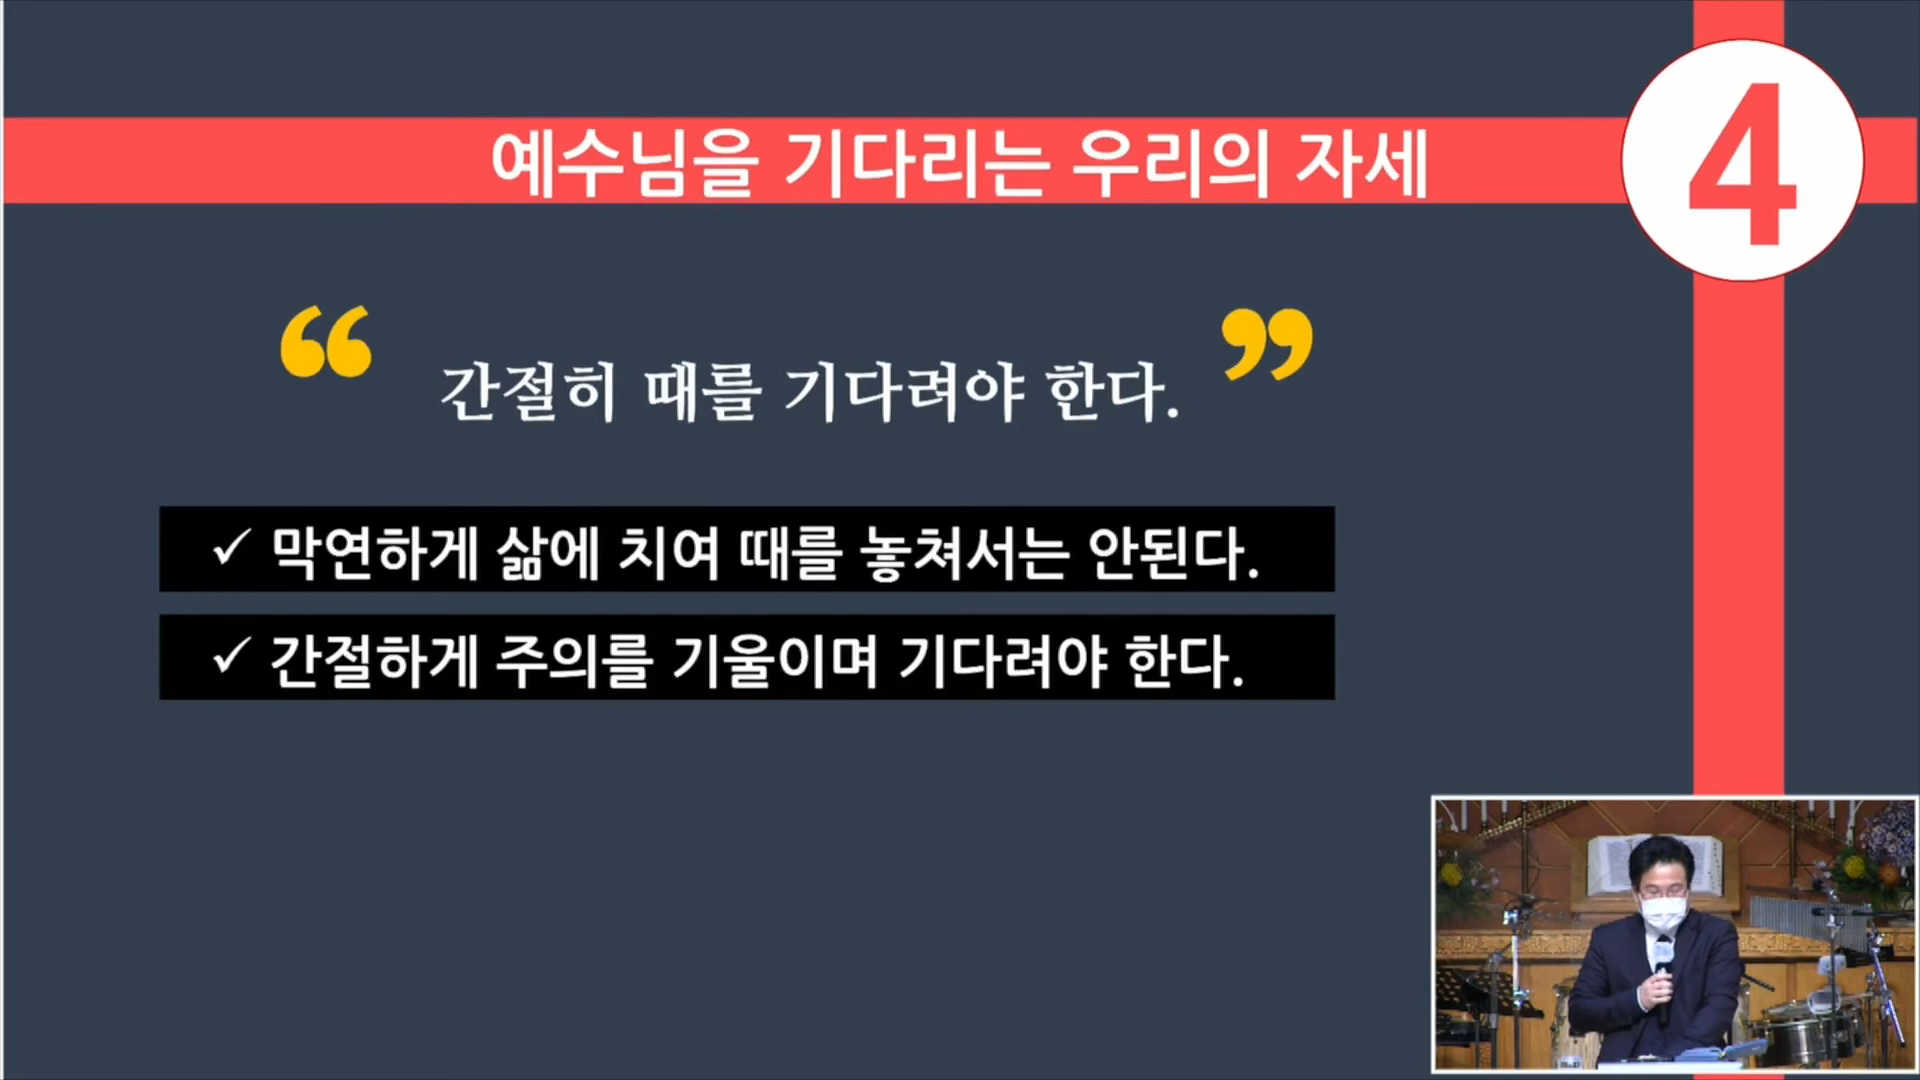 예수님을 기다리는 우리의 자세
4
“ 간절히 때를 기다려야 한다. ”
✓ 막연하게 삶에 치여 때를 놓쳐서는 안된다.
✓ 간절하게 주의를 기울이며 기다려야 한다.